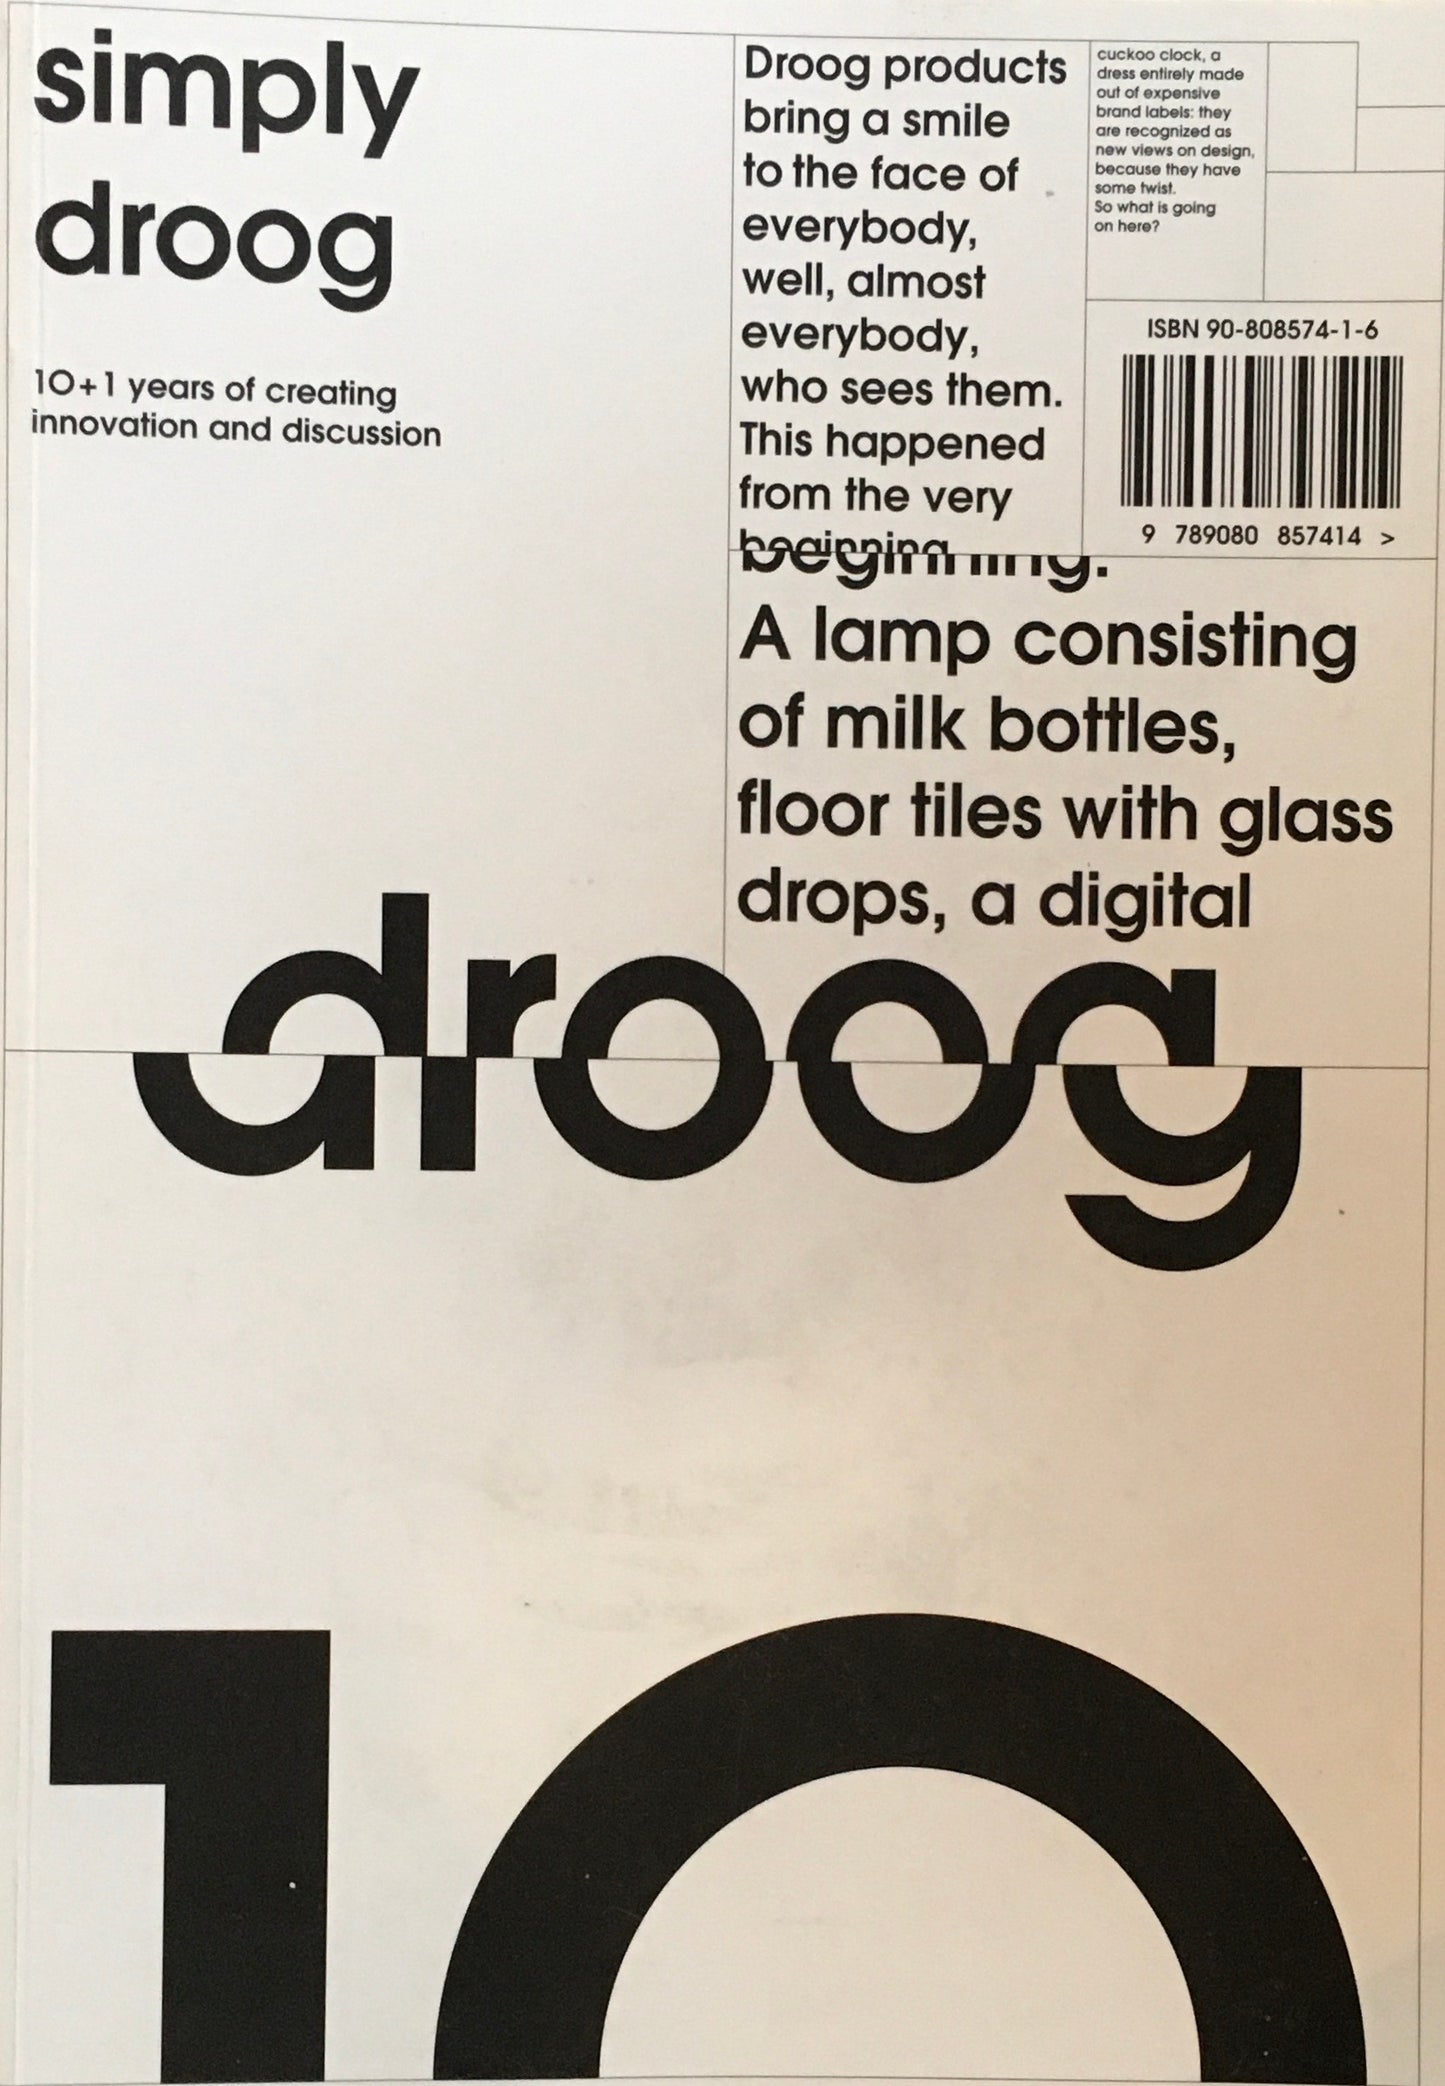 simply
droog
10+1 years of creating
innovation and discussion
Droog products
bring a smile
to the face of
everybody,
well, almost
everybody,
who sees them.
This happened
from the very
beginning.
A lamp consisting
of milk bottles,
floor tiles with glass
drops, a digital
cuckoo clock, a
dress entirely made
out of expensive
brand labels: they
are recognized as
new views on design,
because they have
some twist.
So what is going
on here?
ISBN 90-808574-1-6
9 789080 857414 >
droog
10